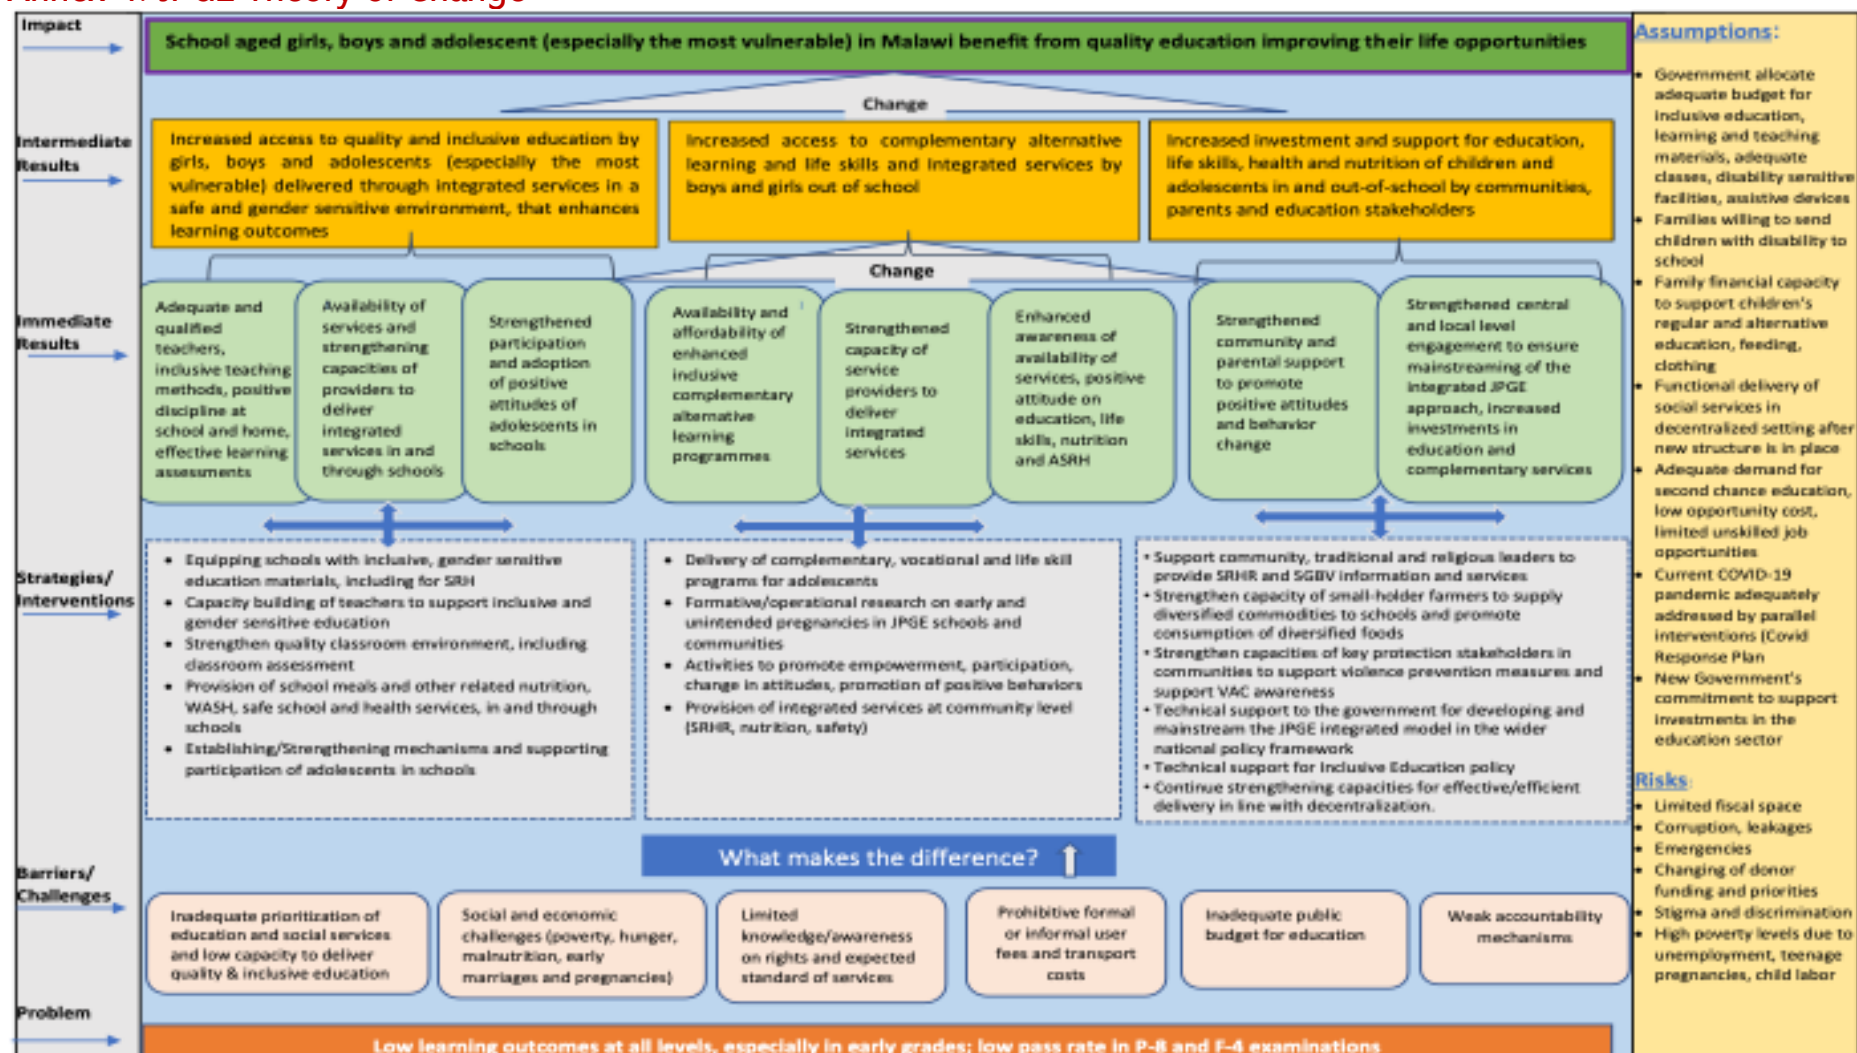 Impact
School aged girls, boys and adolescent (especially the most vulnerable) in Malawi benefit from quality education improving their life opportunities
Change
Intermediate
Results
Increased access to quality and inclusive education by
girls, boys and adolescents (especially the most
vulnerable) delivered through integrated services in a
safe and gender sensitive environment, that enhances
learning outcomes
Increased access to complementary alternative
learning and life skills and integrated services by
boys and girls out of school
Increased investment and support for education,
life skills, health and nutrition of children and
adolescents in and out-of-school by communities,
parents and education stakeholders
Change
Immediate
Results
Adequate and
qualified
teachers,
inclusive teaching
methods, positive
discipline at
school and home,
effective learning
assessments
Availability of
services and
strengthening
capacities of
providers to
deliver
integrated
services in and
through schools
Strengthened
participation
and adoption
of positive
attitudes of
adolescents in
schools
Availability and
affordability of
enhanced
inclusive
complementary
alternative
learning
programmes
Strengthened
capacity of
service
providers to
deliver
integrated
services
Enhanced
awareness of
availability of
services, positive
attitude on
education, life
skills, nutrition
and ASRH
Strengthened
community and
parental support
to promote
positive attitudes
and behavior
change
Strengthened central
and local level
engagement to ensure
mainstreaming of the
integrated JPGE
approach, increased
investments in
education and
complementary services
Strategies/
Interventions
• Equipping schools with inclusive, gender sensitive
education materials, including for SRH
• Capacity building of teachers to support inclusive and
gender sensitive education
• Strengthen quality classroom environment, including
classroom assessment
• Provision of school meals and other related nutrition,
WASH, safe school and health services, in and through
schools
• Establishing/Strengthening mechanisms and supporting
participation of adolescents in schools
• Delivery of complementary, vocational and life skill
programs for adolescents
• Formative/operational research on early and
unintended pregnancies in JPGE schools and
communities
• Activities to promote empowerment, participation,
change in attitudes, promotion of positive behaviors
• Provision of integrated services at community level
(SRHR, nutrition, safety)
• Support community, traditional and religious leaders to
provide SRHR and SGBV information and services
• Strengthen capacity of small-holder farmers to supply
diversified commodities to schools and promote
consumption of diversified foods
• Strengthen capacities of key protection stakeholders in
communities to support violence prevention measures and
support VAC awareness
• Technical support to the government for developing and
mainstream the JPGE integrated model in the wider
national policy framework
• Technical support for Inclusive Education policy
• Continue strengthening capacities for effective/efficient
delivery in line with decentralization.
What makes the difference?
Barriers/
Challenges
Inadequate prioritization of
education and social services
and low capacity to deliver
quality & inclusive education
Social and economic
challenges (poverty, hunger,
malnutrition, early
marriages and pregnancies)
Limited
knowledge/awareness
on rights and expected
standard of services
Prohibitive formal
or informal user
fees and transport
costs
Inadequate public
budget for education
Weak accountability
mechanisms
Problem
Low learning outcomes at all levels, especially in early grades; low pass rate in P-8 and F-4 examinations
Assumptions:
• Government allocate
adequate budget for
inclusive education,
learning and teaching
materials, adequate
classes, disability sensitive
facilities, assistive devices
• Families willing to send
children with disability to
school
• Family financial capacity
to support children's
regular and alternative
education, feeding,
clothing
• Functional delivery of
social services in
decentralized setting after
new structure is in place
• Adequate demand for
second chance education,
low opportunity cost,
limited unskilled job
opportunities
• Current COVID-19
pandemic adequately
addressed by parallel
interventions (Covid
Response Plan
• New Government's
commitment to support
investments in the
education sector
Risks:
• Limited fiscal space
• Corruption, leakages
• Emergencies
• Changing of donor
funding and priorities
• Stigma and discrimination
• High poverty levels due to
unemployment, teenage
pregnancies, child labor